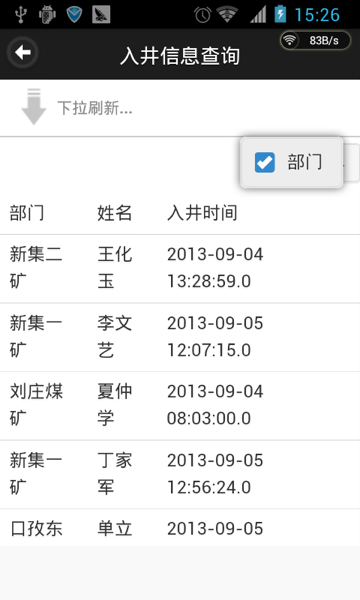 15:26
入井信息查询
83B/s
下拉刷新...
部门
部门 姓名 入井时间
新集二 王化 2013-09-04
矿 玉 13:28:59.0
新集一 李文 2013-09-05
矿 艺 12:07:15.0
刘庄煤 夏仲 2013-09-04
矿 学 08:03:00.0
新集一 丁家 2013-09-05
矿 军 12:56:24.0
口孜东 单立 2013-09-05